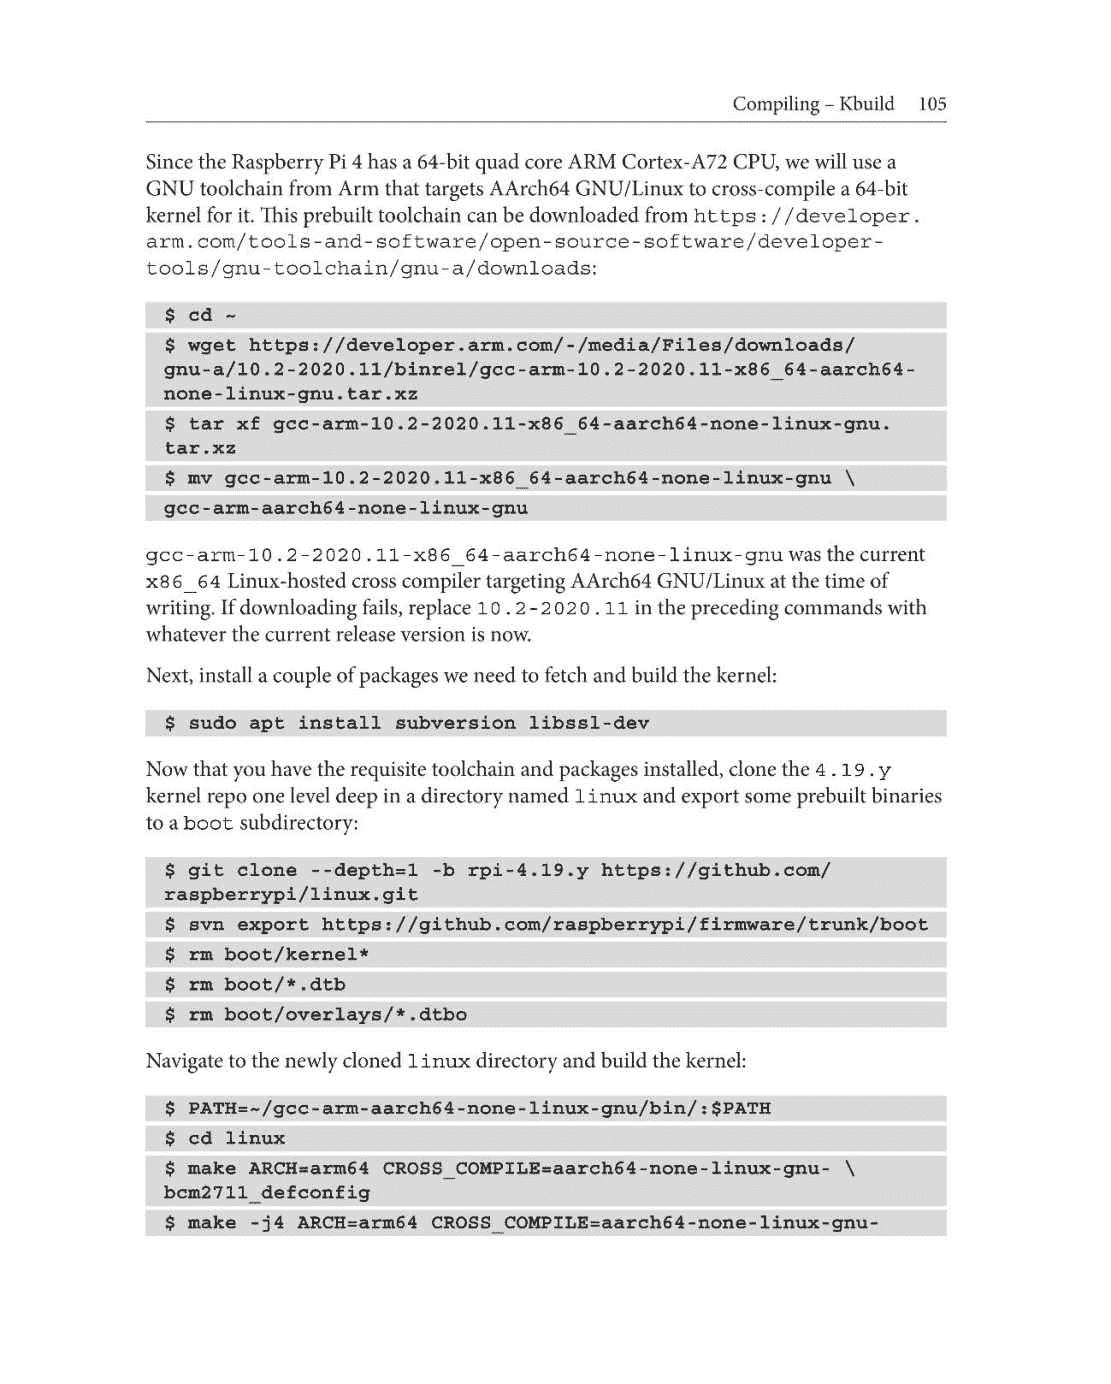 Compiling – Kbuild 105
Since the Raspberry Pi 4 has a 64-bit quad core ARM Cortex-A72 CPU, we will use a
GNU toolchain from Arm that targets AArch64 GNU/Linux to cross-compile a 64-bit
kernel for it. This prebuilt toolchain can be downloaded from https://developer.
arm.com/tools-and-software/open-source-software/developer-
tools/gnu-toolchain/gnu-a/downloads:
$ cd ~
$ wget https://developer.arm.com/-/media/Files/downloads/
gnu-a/10.2-2020.11/binrel/gcc-arm-10.2-2020.11-x86_64-aarch64-
none-linux-gnu.tar.xz
$ tar xf gcc-arm-10.2-2020.11-x86_64-aarch64-none-linux-gnu.
tar.xz
$ mv gcc-arm-10.2-2020.11-x86_64-aarch64-none-linux-gnu \
gcc-arm-aarch64-none-linux-gnu
gcc-arm-10.2-2020.11-x86_64-aarch64-none-linux-gnu was the current
x86_64 Linux-hosted cross compiler targeting AArch64 GNU/Linux at the time of
writing. If downloading fails, replace 10.2-2020.11 in the preceding commands with
whatever the current release version is now.
Next, install a couple of packages we need to fetch and build the kernel:
$ sudo apt install subversion libssl-dev
Now that you have the requisite toolchain and packages installed, clone the 4.19.y
kernel repo one level deep in a directory named linux and export some prebuilt binaries
to a boot subdirectory:
$ git clone --depth=1 -b rpi-4.19.y https://github.com/
raspberrypi/linux.git
$ svn export https://github.com/raspberrypi/firmware/trunk/boot
$ rm boot/kernel*
$ rm boot/*.dtb
$ rm boot/overlays/*.dtbo
Navigate to the newly cloned linux directory and build the kernel:
$ PATH=~/gcc-arm-aarch64-none-linux-gnu/bin/:$PATH
$ cd linux
$ make ARCH=arm64 CROSS_COMPILE=aarch64-none-linux-gnu- \
bcm2711_defconfig
$ make -j4 ARCH=arm64 CROSS_COMPILE=aarch64-none-linux-gnu-